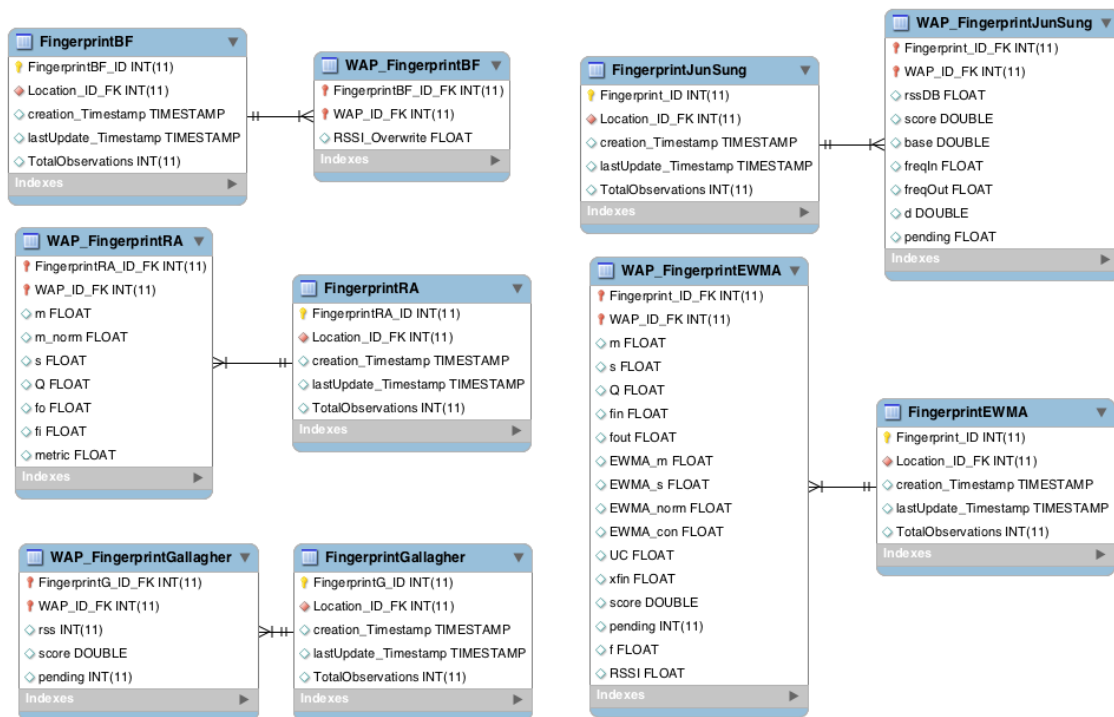 FingerprintBF
FingerprintBF_ID INT(11)
Location_ID_FK INT(11)
creation_Timestamp TIMESTAMP
lastUpdate_Timestamp TIMESTAMP
TotalObservations INT(11)
Indexes
WAP_FingerprintBF
FingerprintBF_ID_FK INT(11)
WAP_ID_FK INT(11)
RSSI_Overwrite FLOAT
Indexes
FingerprintJunSung
Fingerprint_ID INT(11)
Location_ID_FK INT(11)
creation_Timestamp TIMESTAMP
lastUpdate_Timestamp TIMESTAMP
TotalObservations INT(11)
Indexes
WAP_FingerprintJunSung
Fingerprint_ID_FK INT(11)
WAP_ID_FK INT(11)
rssDB FLOAT
score DOUBLE
base DOUBLE
freqIn FLOAT
freqOut FLOAT
d DOUBLE
pending FLOAT
Indexes
WAP_FingerprintRA
FingerprintRA_ID_FK INT(11)
WAP_ID_FK INT(11)
m FLOAT
m_norm FLOAT
s FLOAT
Q FLOAT
fo FLOAT
fi FLOAT
metric FLOAT
Indexes
FingerprintRA
FingerprintRA_ID INT(11)
Location_ID_FK INT(11)
creation_Timestamp TIMESTAMP
lastUpdate_Timestamp TIMESTAMP
TotalObservations INT(11)
Indexes
WAP_FingerprintEWMA
Fingerprint_ID_FK INT(11)
WAP_ID_FK INT(11)
m FLOAT
s FLOAT
Q FLOAT
fin FLOAT
fout FLOAT
EWMA_m FLOAT
EWMA_s FLOAT
EWMA_norm FLOAT
EWMA_con FLOAT
UC FLOAT
xfin FLOAT
score DOUBLE
pending INT(11)
f FLOAT
RSSI FLOAT
Indexes
FingerprintEWMA
Fingerprint_ID INT(11)
Location_ID_FK INT(11)
creation_Timestamp TIMESTAMP
lastUpdate_Timestamp TIMESTAMP
TotalObservations INT(11)
Indexes
WAP_FingerprintGallagher
FingerprintG_ID_FK INT(11)
WAP_ID_FK INT(11)
rss INT(11)
score DOUBLE
pending INT(11)
Indexes
FingerprintGallagher
FingerprintG_ID INT(11)
Location_ID_FK INT(11)
creation_Timestamp TIMESTAMP
lastUpdate_Timestamp TIMESTAMP
TotalObservations INT(11)
Indexes